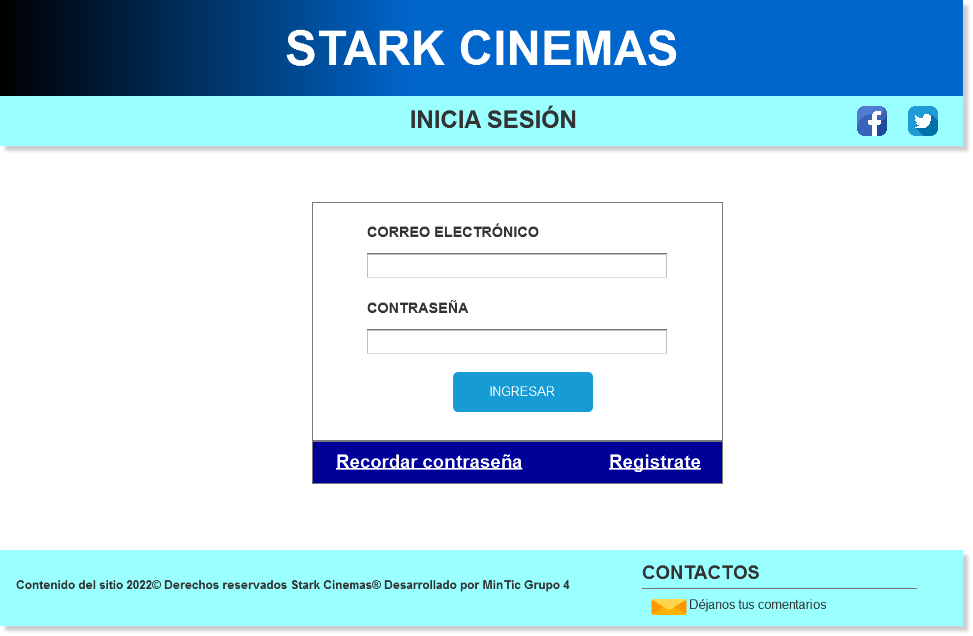 STARK CINEMAS
INICIA SESIÓN
CORREO ELECTRÓNICO
CONTRASEÑA
INGRESAR
Recordar contraseña
Registrate
Contenido del sitio 2022© Derechos reservados Stark Cinemas® Desarrollado por MinTic Grupo 4
CONTACTOS
Déjanos tus comentarios